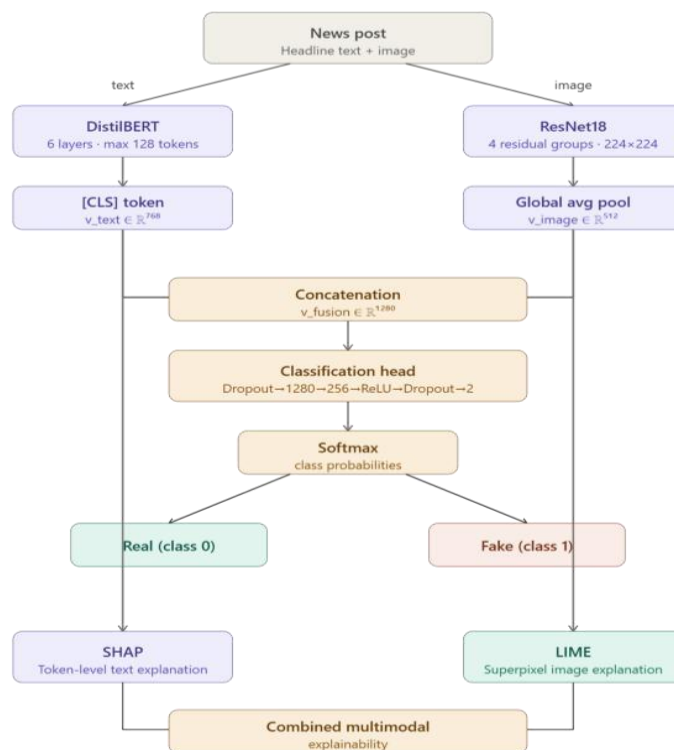 News post
Headline text + image
text
image
DistilBERT
6 layers · max 128 tokens
ResNet18
4 residual groups · 224×224
[CLS] token
v_text ∈ ℝ⁷⁶⁸
Global avg pool
v_image ∈ ℝ⁵¹²
Concatenation
v_fusion ∈ ℝ¹²⁸⁰
Classification head
Dropout→1280→256→ReLU→Dropout→2
Softmax
class probabilities
Real (class 0)
Fake (class 1)
SHAP
Token-level text explanation
LIME
Superpixel image explanation
Combined multimodal
explainability